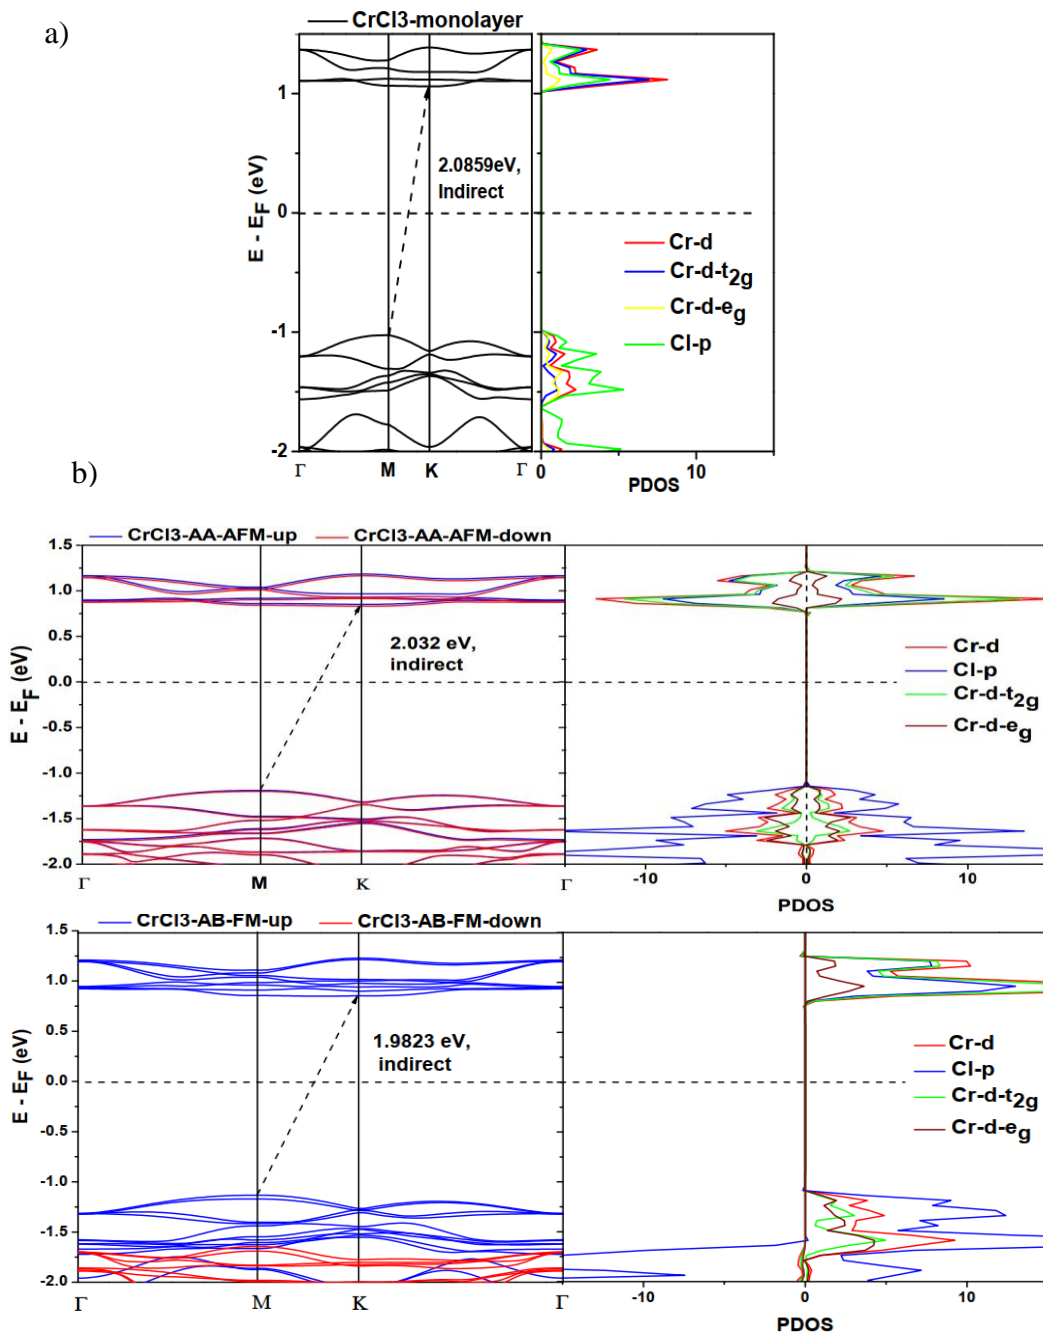 a)
CrCl3-monolayer
E - E_F (eV)
1
0
-1
-2
2.0859eV,
Indirect
Cr-d
Cr-d-t2g
Cr-d-eg
Cl-p
Γ M K Γ
0 5 10
PDOS
b)
CrCl3-AA-AFM-up CrCl3-AA-AFM-down
E - E_F (eV)
1.5
1.0
0.5
0.0
-0.5
-1.0
-1.5
-2.0
2.032 eV,
indirect
Cr-d
Cl-p
Cr-d-t2g
Cr-d-eg
Γ M K Γ
-10 0 10
PDOS
CrCl3-AB-FM-up CrCl3-AB-FM-down
E - E_F (eV)
1.5
1.0
0.5
0.0
-0.5
-1.0
-1.5
-2.0
1.9823 eV,
indirect
Cr-d
Cl-p
Cr-d-t2g
Cr-d-eg
Γ M K Γ
-10 0 10
PDOS